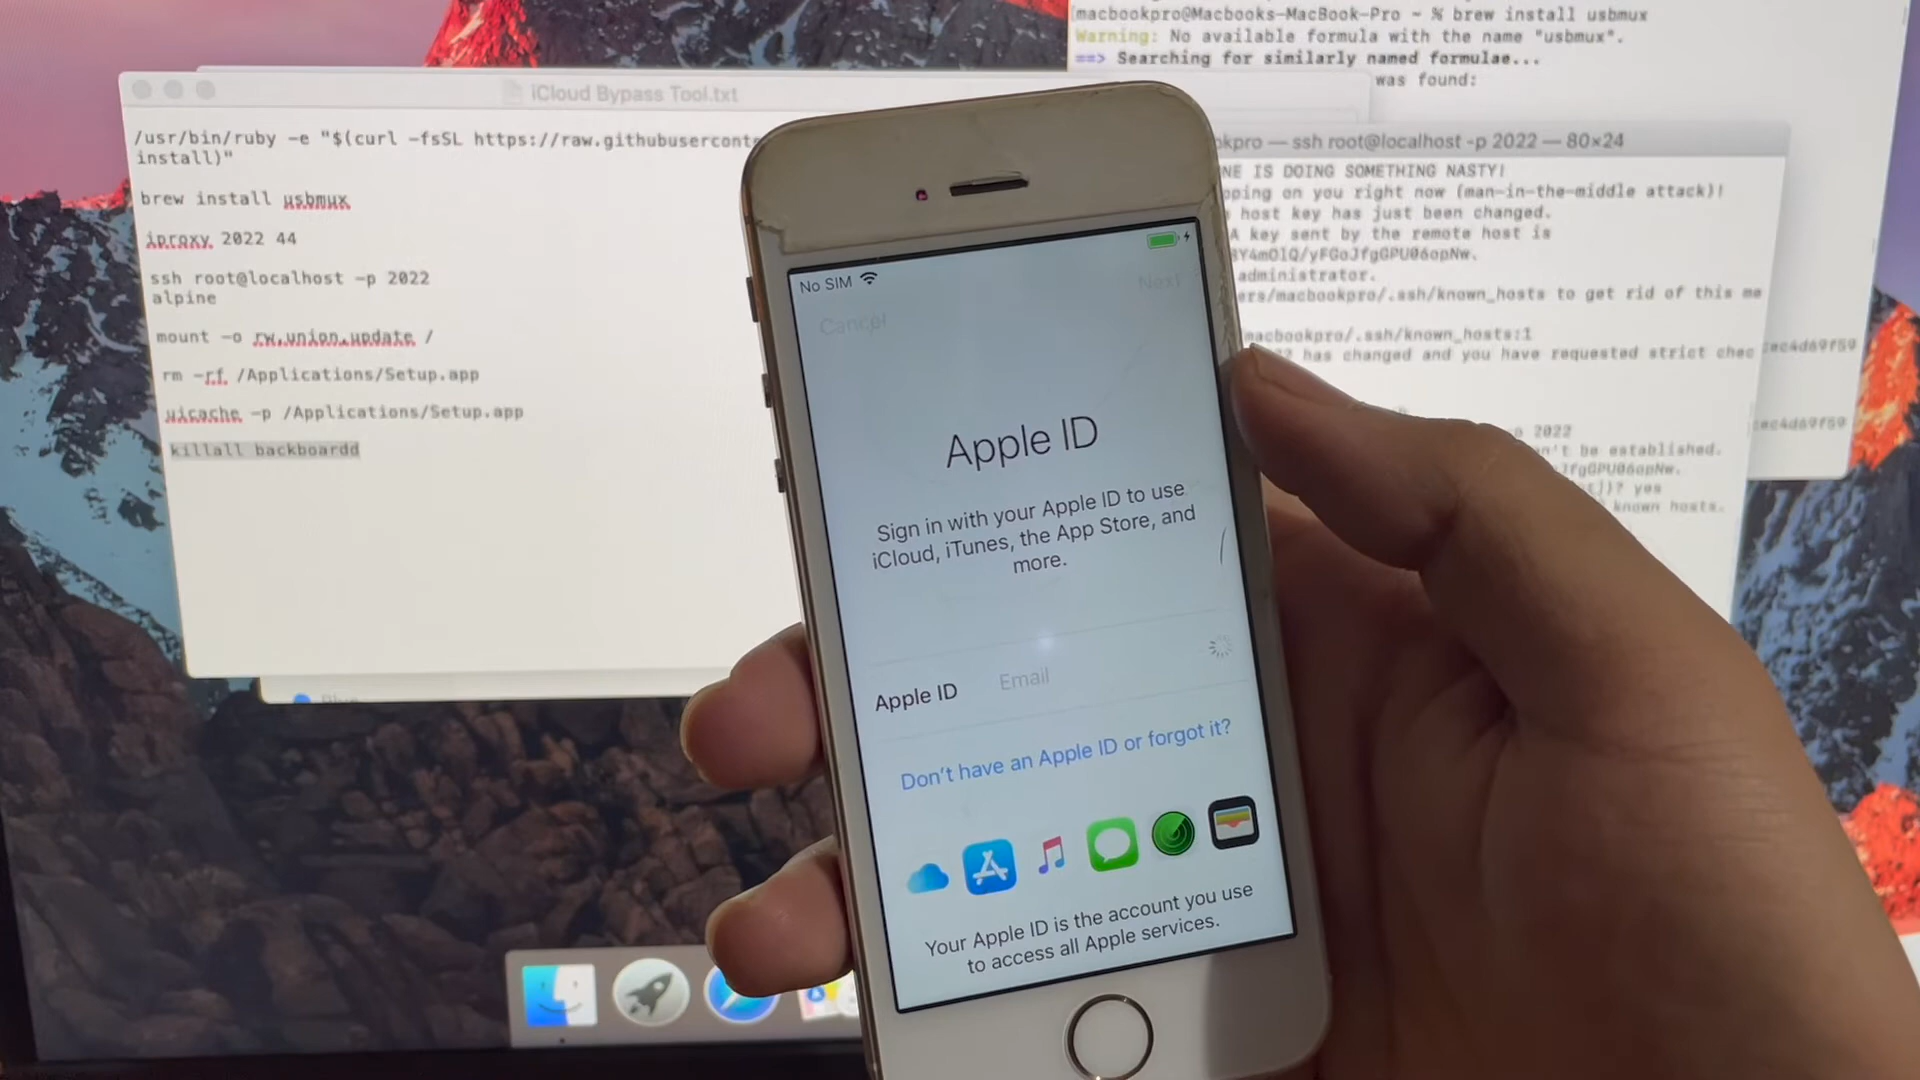 iCloud Bypass Tool.txt
/usr/bin/ruby -e "$(curl -fsSL https://raw.githubuserconte
install)"
brew install usbmux
iproxy 2022 44
ssh root@localhost -p 2022
alpine
mount -o rw,union,update /
rm -rf /Applications/Setup.app
uicache -p /Applications/Setup.app
killall backboardd
macbookpro@Macbooks-MacBook-Pro ~ % brew install usbmux
Warning: No available formula with the name "usbmux".
==> Searching for similarly named formulae...
was found:
okpro — ssh root@localhost -p 2022 — 80×24
NE IS DOING SOMETHING NASTY!
pping on you right now (man-in-the-middle attack)!
host key has just been changed.
A key sent by the remote host is
administrator.
ers/macbookpro/.ssh/known_hosts to get rid of this me
macbookpro/.ssh/known_hosts:1
has changed and you have requested strict chec
2022
n't be established.
? yes
known hosts.
No SIM
Cancel
Next
Apple ID
Sign in with your Apple ID to use
iCloud, iTunes, the App Store, and
more.
Apple ID Email
Don't have an Apple ID or forgot it?
Your Apple ID is the account you use
to access all Apple services.